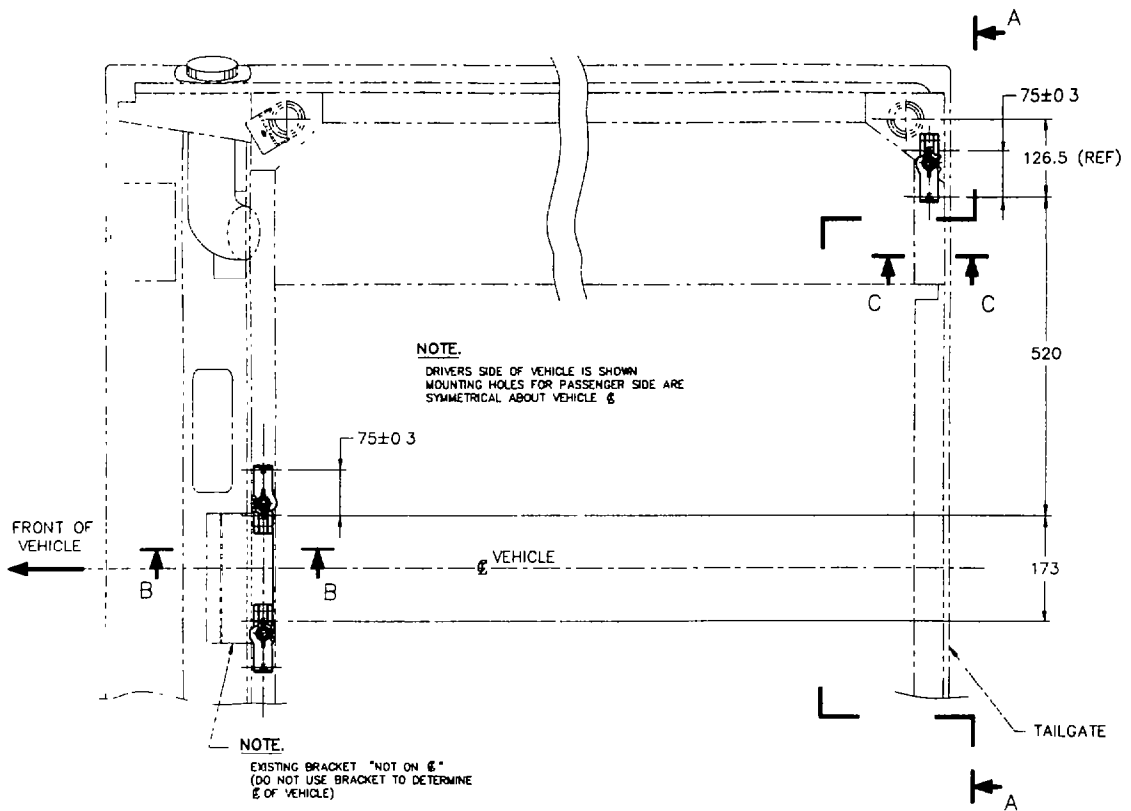 A
75±0 3
126.5 (REF)
C
C
520
NOTE.
DRIVERS SIDE OF VEHICLE IS SHOWN
MOUNTING HOLES FOR PASSENGER SIDE ARE
SYMMETRICAL ABOUT VEHICLE ℄
75±0 3
FRONT OF
VEHICLE
B
B
℄ VEHICLE
173
TAILGATE
NOTE.
EXISTING BRACKET "NOT ON ℄"
(DO NOT USE BRACKET TO DETERMINE
℄ OF VEHICLE)
A